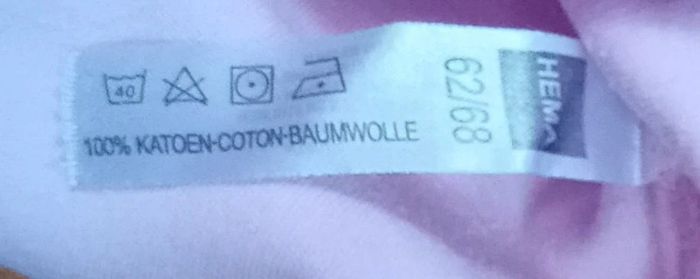 40
100% KATOEN-COTON-BAUMWOLLE
62/68
HEMA